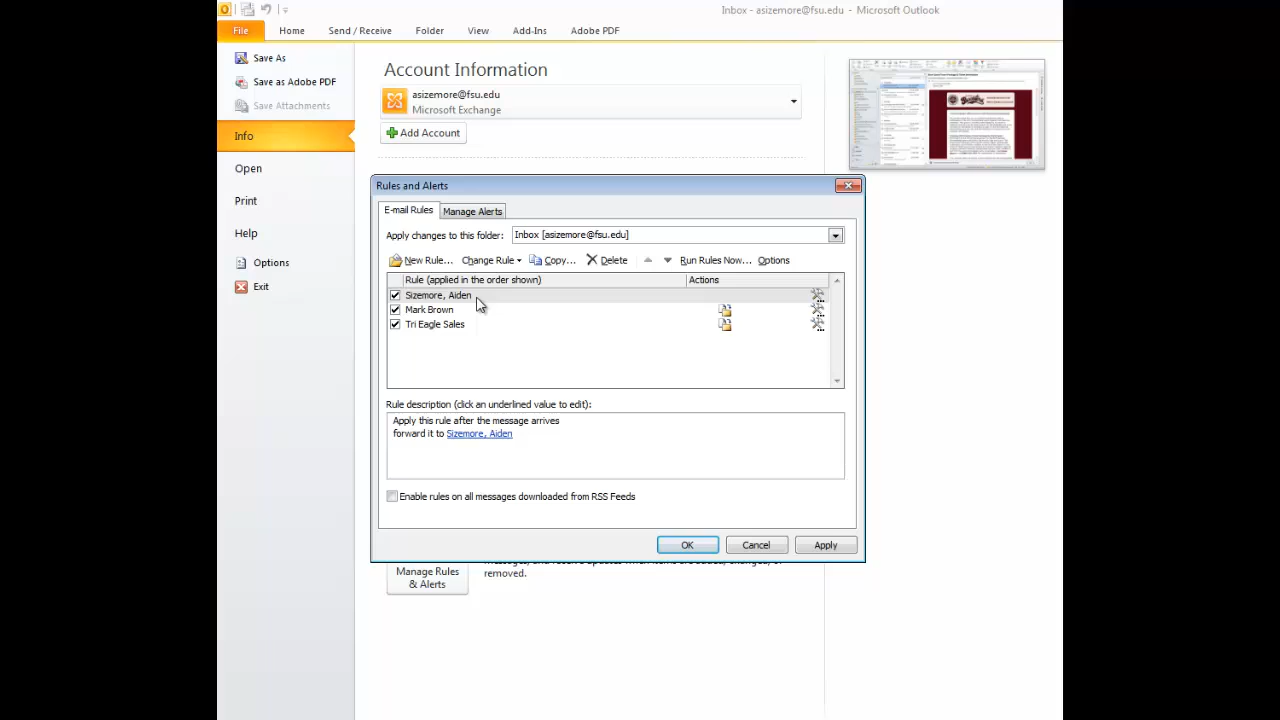 Inbox - asizemore@fsu.edu - Microsoft Outlook
File Home Send / Receive Folder View Add-Ins Adobe PDF
Save As
Save as Adobe PDF
Save Attachments
Info
Open
Print
Help
Options
Exit
Account Information
asizemore@fsu.edu
Microsoft Exchange
Add Account
Rules and Alerts
E-mail Rules Manage Alerts
Apply changes to this folder: Inbox [asizemore@fsu.edu]
New Rule... Change Rule Copy... Delete Run Rules Now... Options
Rule (applied in the order shown) Actions
Sizemore, Aiden
Mark Brown
Tri Eagle Sales
Rule description (click an underlined value to edit):
Apply this rule after the message arrives
forward it to Sizemore, Aiden
Enable rules on all messages downloaded from RSS Feeds
OK Cancel Apply
Manage Rules
& Alerts
removed.